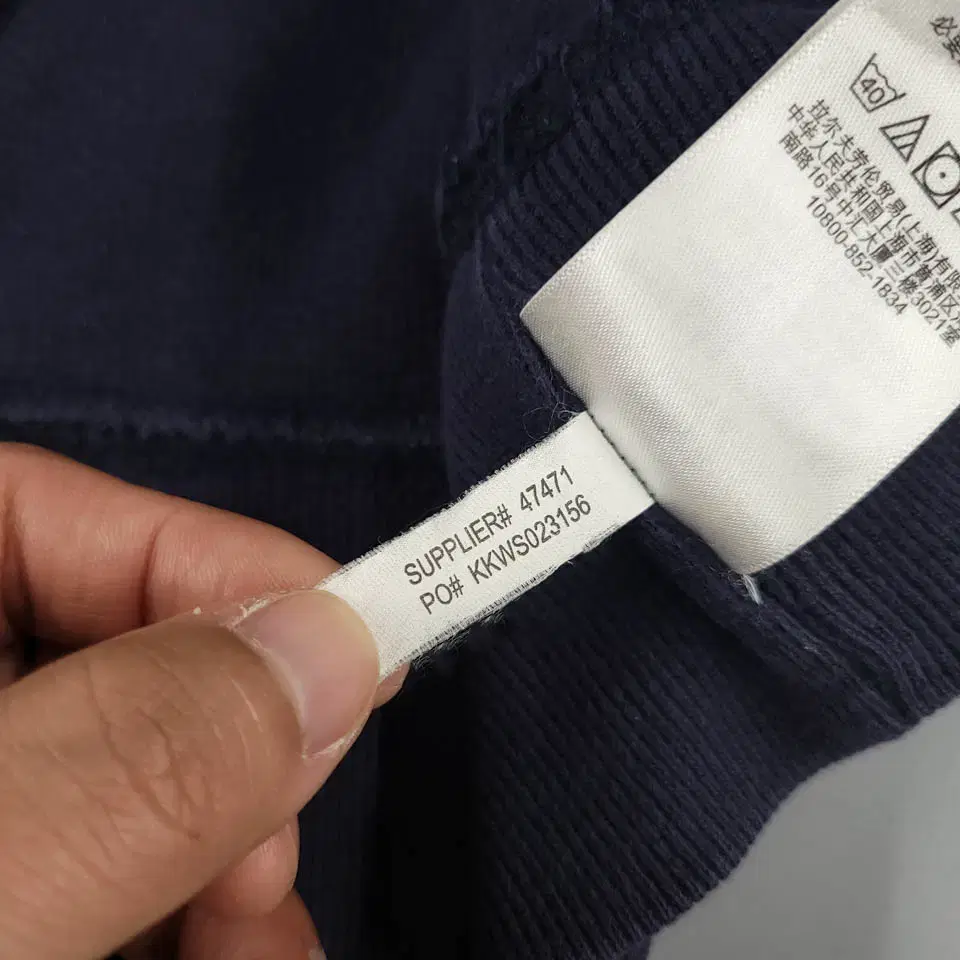 必要
40
拉尔夫劳伦贸易(上海)有限
中华人民共和国上海市黄浦区
南路16号中汇大厦三楼3021室
10800-852-1834
SUPPLIER# 47471
PO# KKWS023156